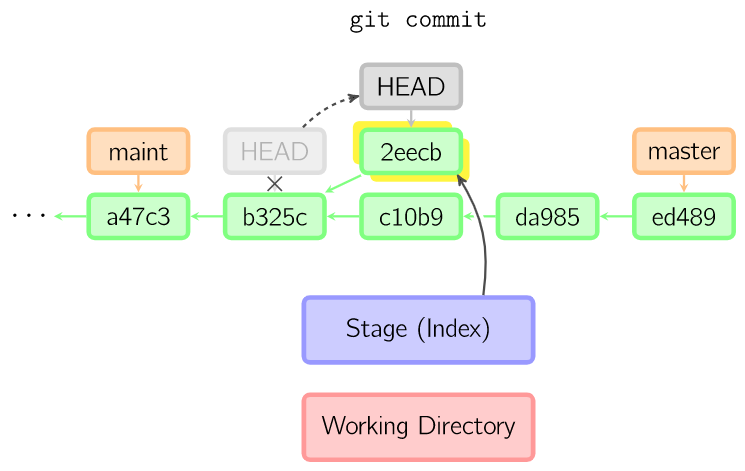 git commit
HEAD
maint
HEAD
2eecb
master
...
a47c3
b325c
c10b9
da985
ed489
Stage (Index)
Working Directory